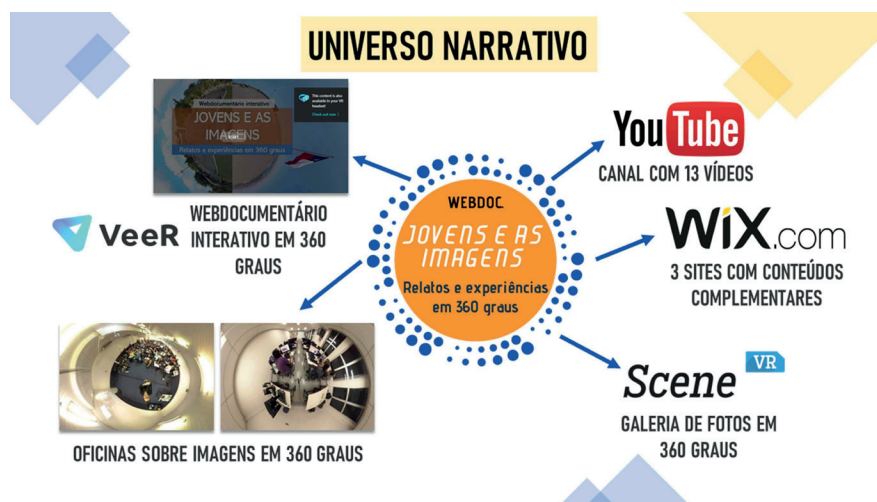 UNIVERSO NARRATIVO
Webdocumentário interativo
JOVENS E AS
IMAGENS
Relatos e experiências em 360 graus
This content is also
available in your VR
headset!
Check out now
VeeR
WEBDOCUMENTÁRIO
INTERATIVO EM 360
GRAUS
OFICINAS SOBRE IMAGENS EM 360 GRAUS
WEBDOC.
JOVENS E AS
IMAGENS
Relatos e experiências
em 360 graus
YouTube
CANAL COM 13 VÍDEOS
WiX.com
3 SITES COM CONTEÚDOS
COMPLEMENTARES
Scene VR
GALERIA DE FOTOS EM
360 GRAUS